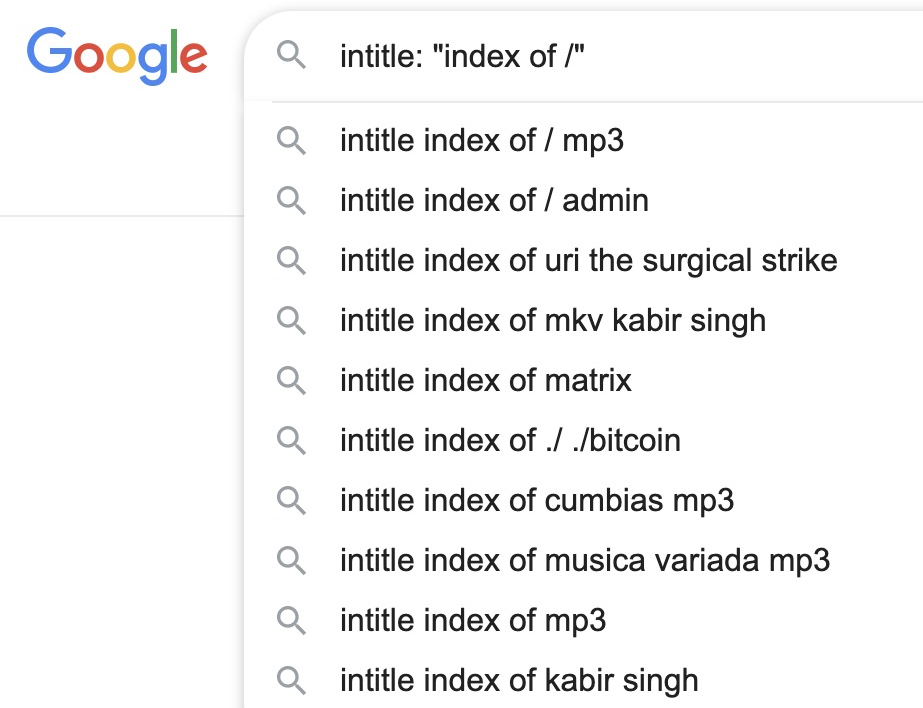 Google
intitle: "index of /"
intitle index of / mp3
intitle index of / admin
intitle index of uri the surgical strike
intitle index of mkv kabir singh
intitle index of matrix
intitle index of ./ ./bitcoin
intitle index of cumbias mp3
intitle index of musica variada mp3
intitle index of mp3
intitle index of kabir singh